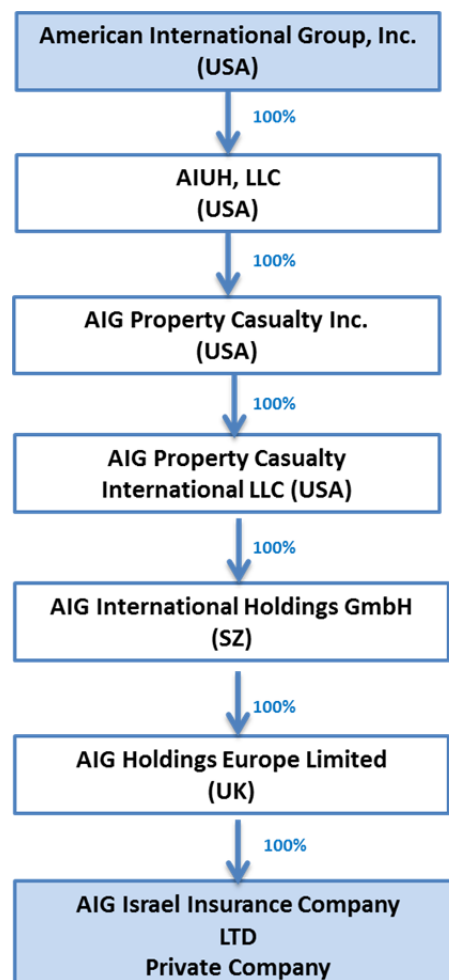 American International Group, Inc.
(USA)
100%
AIUH, LLC
(USA)
100%
AIG Property Casualty Inc.
(USA)
100%
AIG Property Casualty
International LLC (USA)
100%
AIG International Holdings GmbH
(SZ)
100%
AIG Holdings Europe Limited
(UK)
100%
AIG Israel Insurance Company
LTD
Private Company